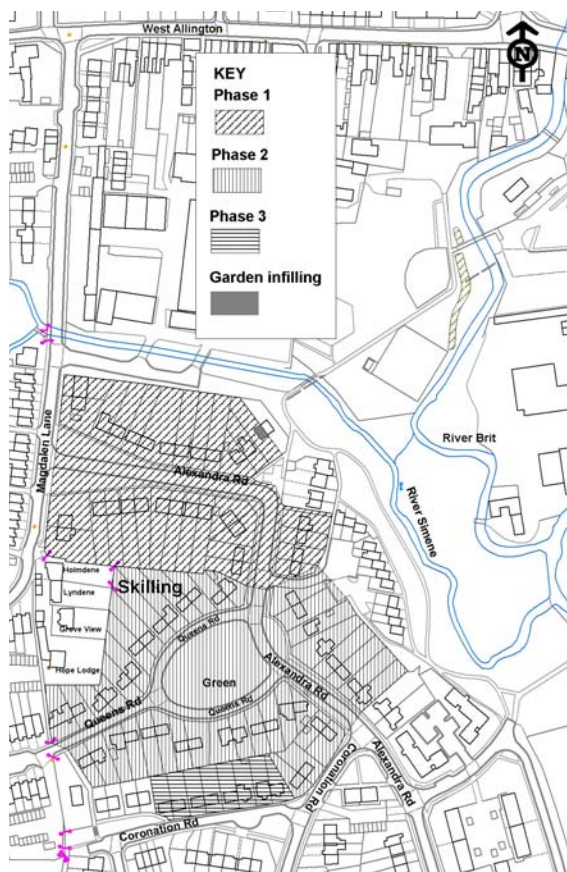 West Allington
N
KEY
Phase 1
Phase 2
Phase 3
Garden infilling
Magdalen Lane
River Brit
Alexandra Rd
River Simene
Holmdene
Skilling
Lyndene
Queens Rd
Grove View
Green
Alexandra Rd
Hope Lodge
Queens Rd
Queens Rd
Coronation Rd
Alexandra Rd
Coronation Rd